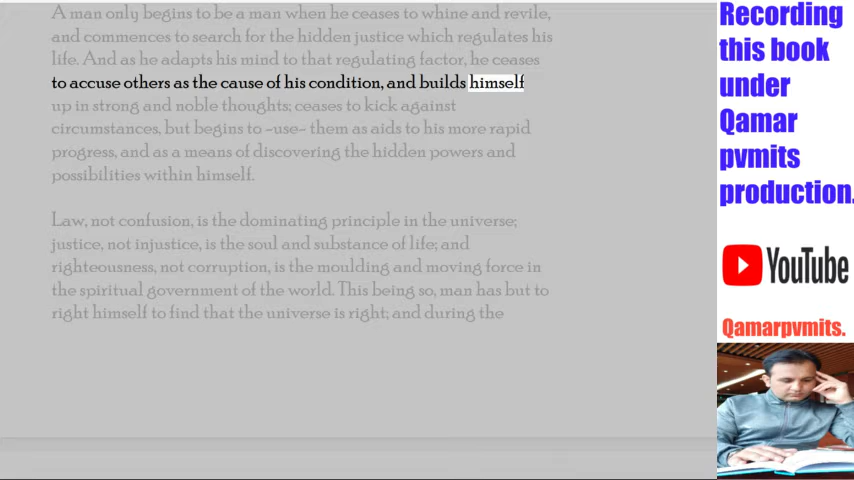 A man only begins to be a man when he ceases to whine and revile,
and commences to search for the hidden justice which regulates his
life. And as he adapts his mind to that regulating factor, he ceases
to accuse others as the cause of his condition, and builds himself
up in strong and noble thoughts; ceases to kick against
circumstances, but begins to -use- them as aids to his more rapid
progress, and as a means of discovering the hidden powers and
possibilities within himself.
Law, not confusion, is the dominating principle in the universe;
justice, not injustice, is the soul and substance of life; and
righteousness, not corruption, is the moulding and moving force in
the spiritual government of the world. This being so, man has but to
right himself to find that the universe is right; and during the
Recording
this book
under
Qamar
pvmits
production.
YouTube
Qamarpvmits.